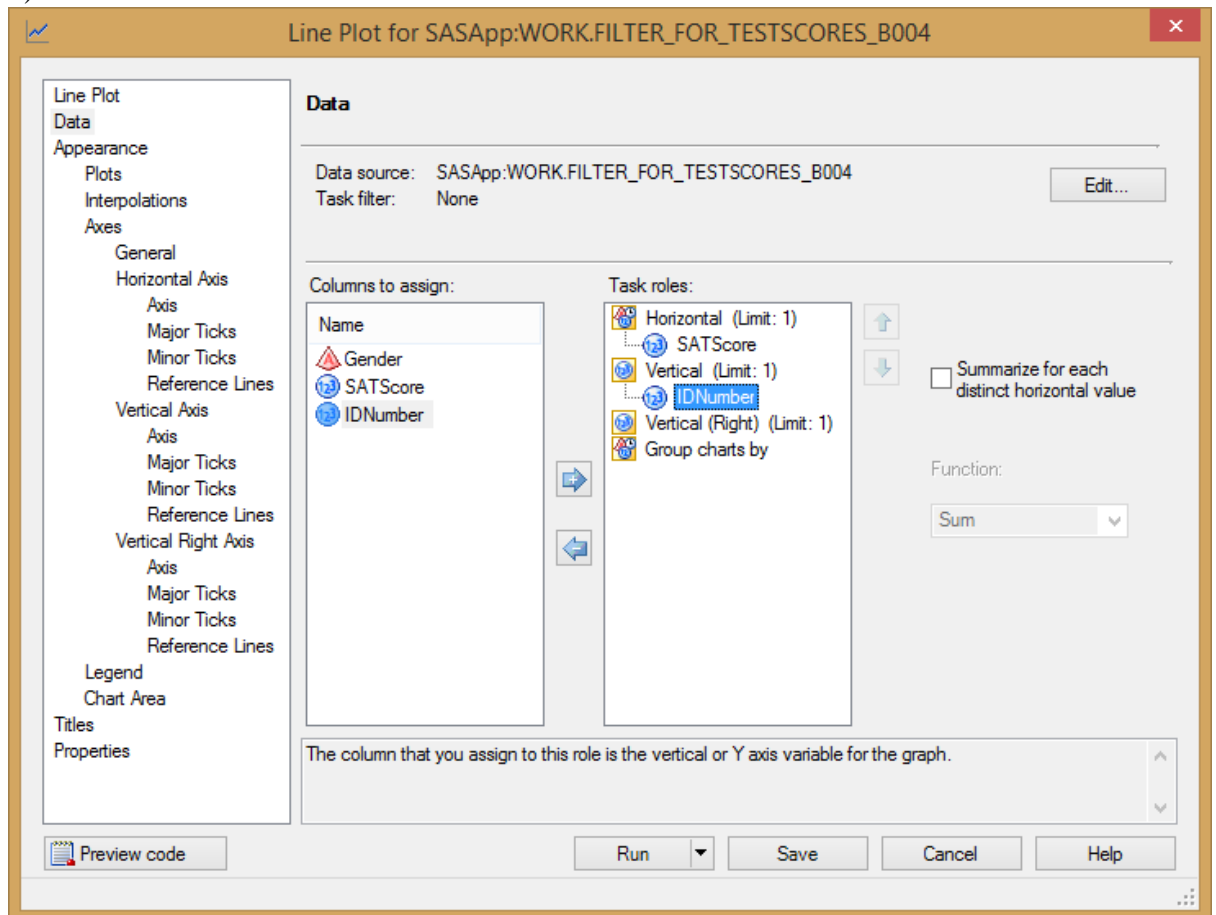 Line Plot for SASApp:WORK.FILTER_FOR_TESTSCORES_B004
Line Plot
Data
Appearance
Plots
Interpolations
Axes
General
Horizontal Axis
Axis
Major Ticks
Minor Ticks
Reference Lines
Vertical Axis
Axis
Major Ticks
Minor Ticks
Reference Lines
Vertical Right Axis
Axis
Major Ticks
Minor Ticks
Reference Lines
Legend
Chart Area
Titles
Properties
Data
Data source: SASApp:WORK.FILTER_FOR_TESTSCORES_B004
Task filter: None
Edit...
Columns to assign:
Name
Gender
SATScore
IDNumber
Task roles:
Horizontal (Limit: 1)
SATScore
Vertical (Limit: 1)
IDNumber
Vertical (Right) (Limit: 1)
Group charts by
Summarize for each
distinct horizontal value
Function:
Sum
The column that you assign to this role is the vertical or Y axis variable for the graph.
Preview code
Run
Save
Cancel
Help